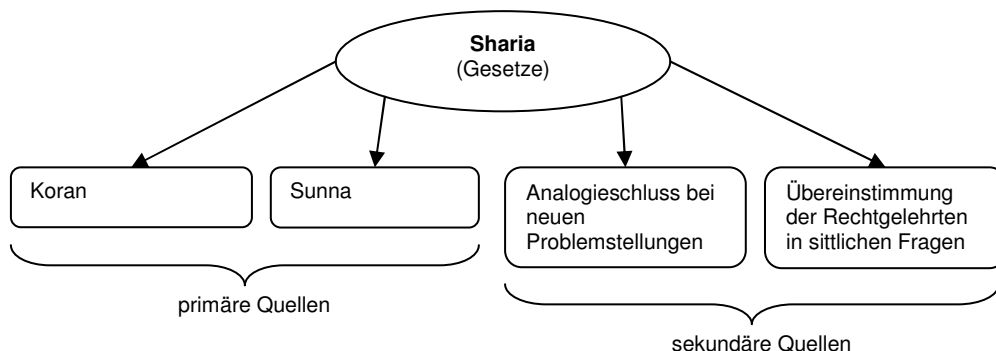 Sharia
(Gesetze)
Koran
Sunna
Analogieschluss bei
neuen
Problemstellungen
Übereinstimmung
der Rechtgelehrten
in sittlichen Fragen
primäre Quellen
sekundäre Quellen